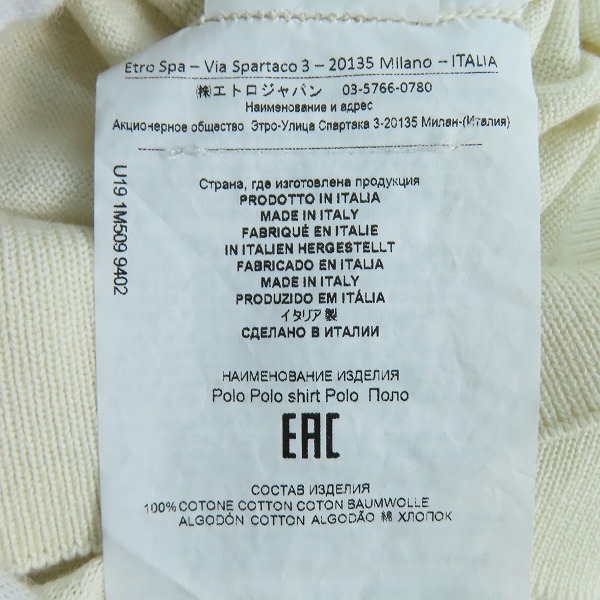 Etro Spa – Via Spartaco 3 – 20135 Milano – ITALIA
㈱エトロジャパン 03-5766-0780
Наименование и адрес
Акционерное общество Этро-Улица Спартака 3-20135 Милан-(Италия)
U19 1M509 9402
Страна, где изготовлена продукция
PRODOTTO IN ITALIA
MADE IN ITALY
FABRIQUÉ EN ITALIE
IN ITALIEN HERGESTELLT
FABRICADO EN ITALIA
MADE IN ITALY
PRODUZIDO EM ITÁLIA
イタリア製
СДЕЛАНО В ИТАЛИИ
НАИМЕНОВАНИЕ ИЗДЕЛИЯ
Polo Polo shirt Polo Поло
EAC
СОСТАВ ИЗДЕЛИЯ
100% COTONE COTTON COTON BAUMWOLLE
ALGODÓN COTTON ALGODÃO 綿 ХЛОПОК